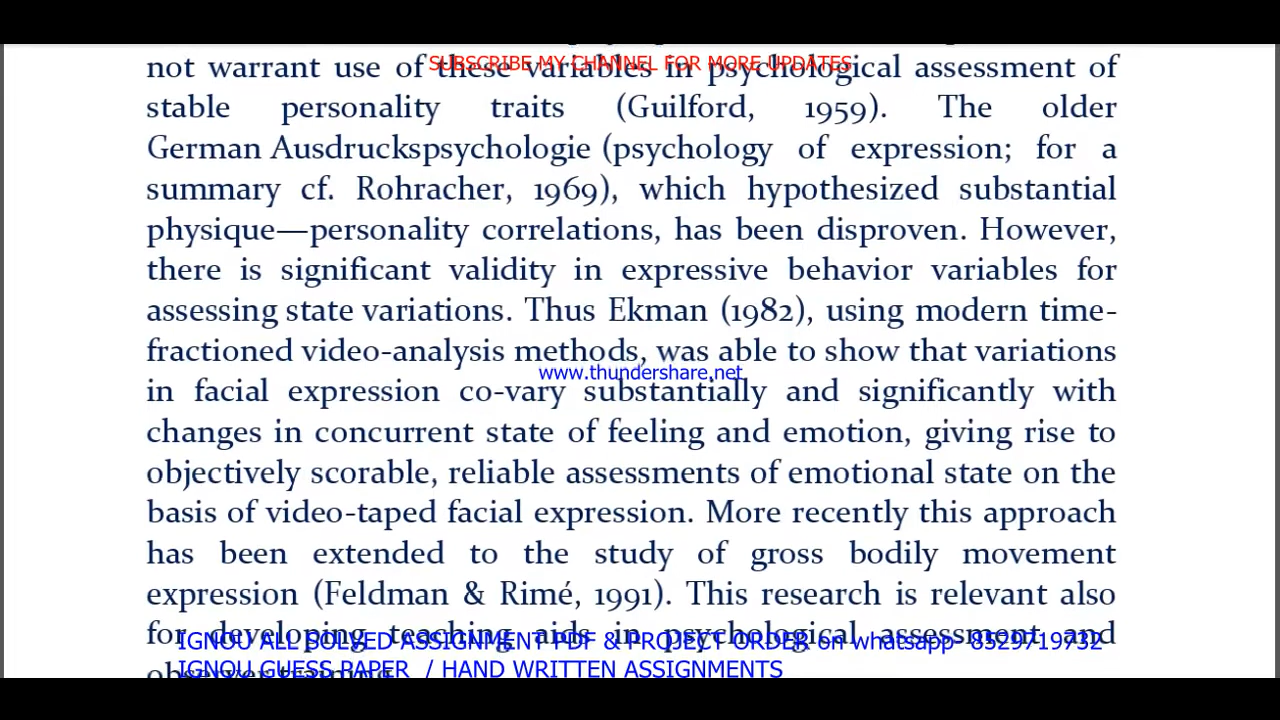 SUBSCRIBE MY CHANNEL FOR MORE UPDATES
not warrant use of these variables in psychological assessment of
stable personality traits (Guilford, 1959). The older
German Ausdruckspsychologie (psychology of expression; for a
summary cf. Rohracher, 1969), which hypothesized substantial
physique—personality correlations, has been disproven. However,
there is significant validity in expressive behavior variables for
assessing state variations. Thus Ekman (1982), using modern time-
fractioned video-analysis methods, was able to show that variations
www.thundershare.net
in facial expression co-vary substantially and significantly with
changes in concurrent state of feeling and emotion, giving rise to
objectively scorable, reliable assessments of emotional state on the
basis of video-taped facial expression. More recently this approach
has been extended to the study of gross bodily movement
expression (Feldman & Rimé, 1991). This research is relevant also
for developing teaching aids in psychological assessment and
IGNOU ALL SOLVED ASSIGNMENT PDF & PROJECT ORDER on whatsapp- 8529719732
observer training
IGNOU GUESS PAPER / HAND WRITTEN ASSIGNMENTS